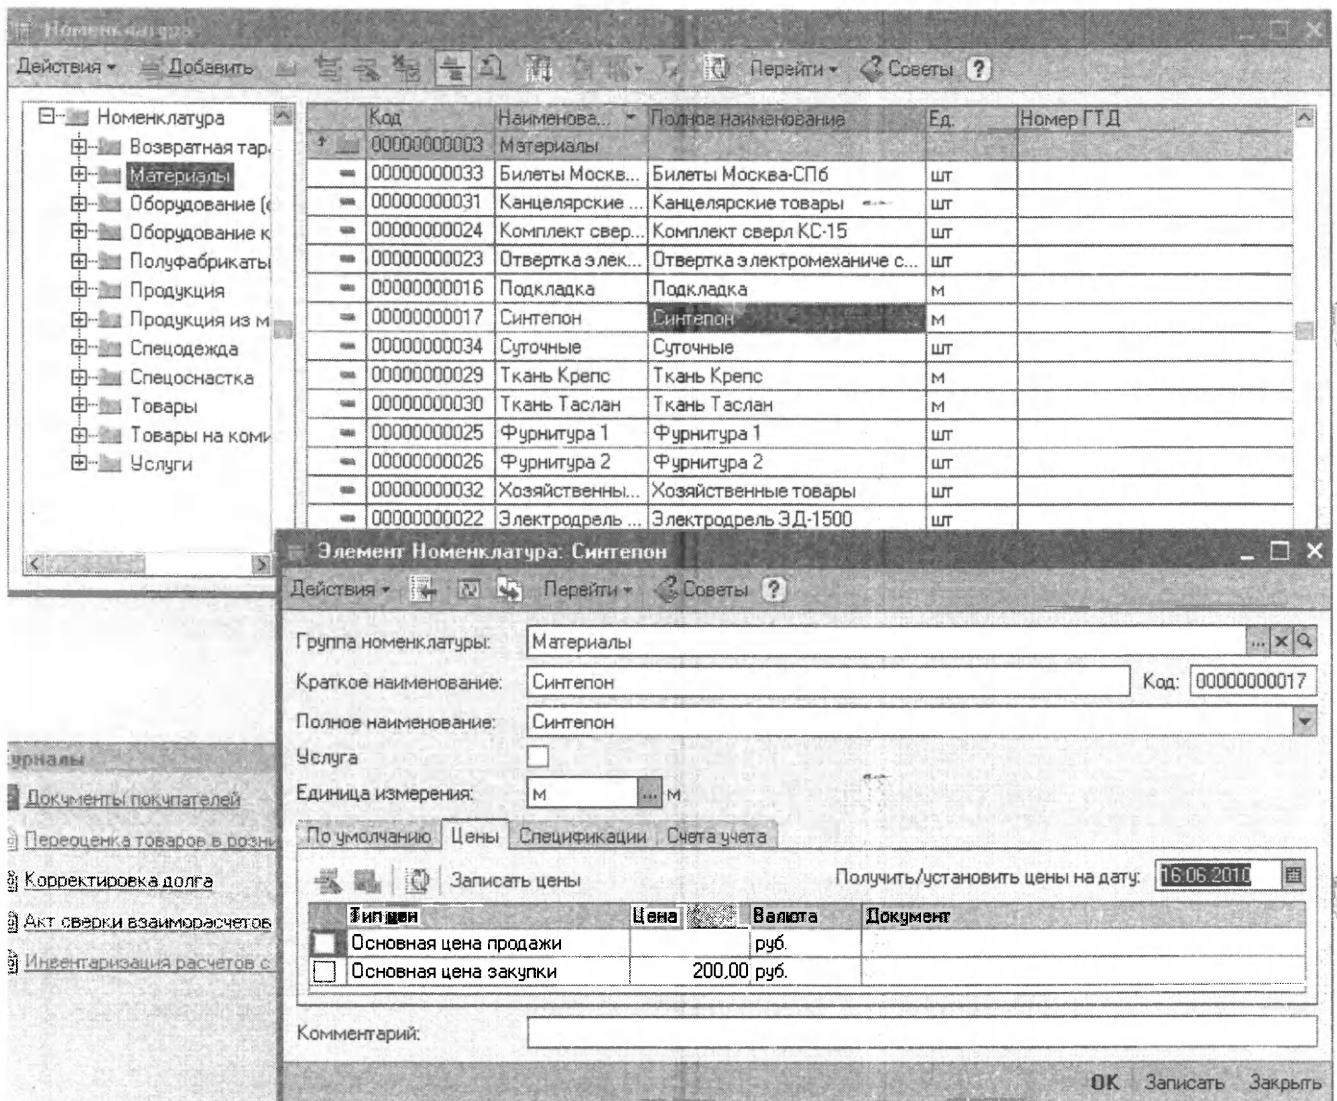 Номенклатура
Действия Добавить Перейти Советы ?
Номенклатура
Возвратная тар
Материалы
Оборудование (
Оборудование к
Полуфабрикаты
Продукция
Продукция из м
Спецодежда
Спецоснастка
Товары
Товары на коми
Услуги
Код Наименова... Полное наименование Ед. Номер ГТД
00000000003 Материалы
00000000033 Билеты Москв... Билеты Москва-СПб шт
00000000031 Канцелярские ... Канцелярские товары шт
00000000024 Комплект свер... Комплект сверл КС-15 шт
00000000023 Отвертка элек... Отвертка электромеханиче с... шт
00000000016 Подкладка Подкладка м
00000000017 Синтепон Синтепон м
00000000034 Суточные Суточные шт
00000000029 Ткань Крепс Ткань Крепс м
00000000030 Ткань Таслан Ткань Таслан м
00000000025 Фурнитура 1 Фурнитура 1 шт
00000000026 Фурнитура 2 Фурнитура 2 шт
00000000032 Хозяйственны... Хозяйственные товары шт
00000000022 Электродрель ... Электродрель ЭД-1500 шт
Элемент Номенклатура: Синтепон
Действия Перейти Советы ?
Группа номенклатуры: Материалы ...
Краткое наименование: Синтепон Код: 00000000017
Полное наименование: Синтепон
Услуга
Единица измерения: м ... м
По умолчанию Цены Спецификации Счета учета
Записать цены Получить/установить цены на дату: 16.06.2010
Тип цен Цена Валюта Документ
Основная цена продажи руб.
Основная цена закупки 200,00 руб.
Комментарий:
OK Записать Закрыть
урналы
Документы покупателей
Переоценка товаров в розни
Корректировка долга
Акт сверки взаиморасчетов
Инвентаризация расчетов с